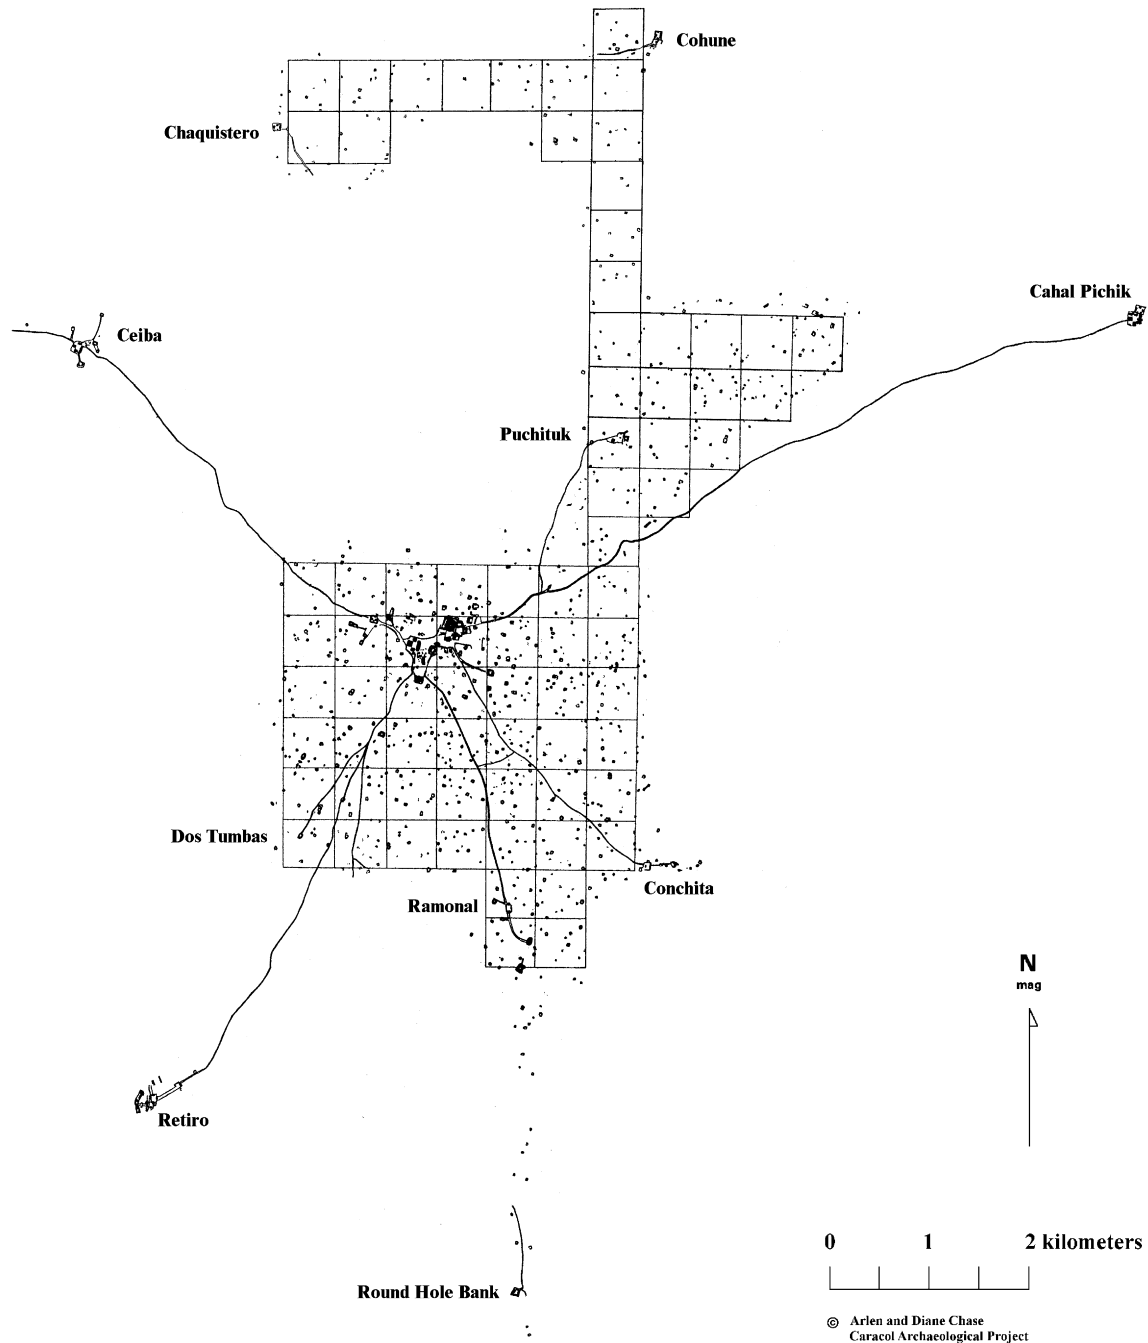 Cohune
Chaquistero
Cahal Pichik
Ceiba
Puchituk
Dos Tumbas
Conchita
Ramonal
N
mag
Retiro
0 1 2 kilometers
Round Hole Bank
© Arlen and Diane Chase
Caracol Archaeological Project